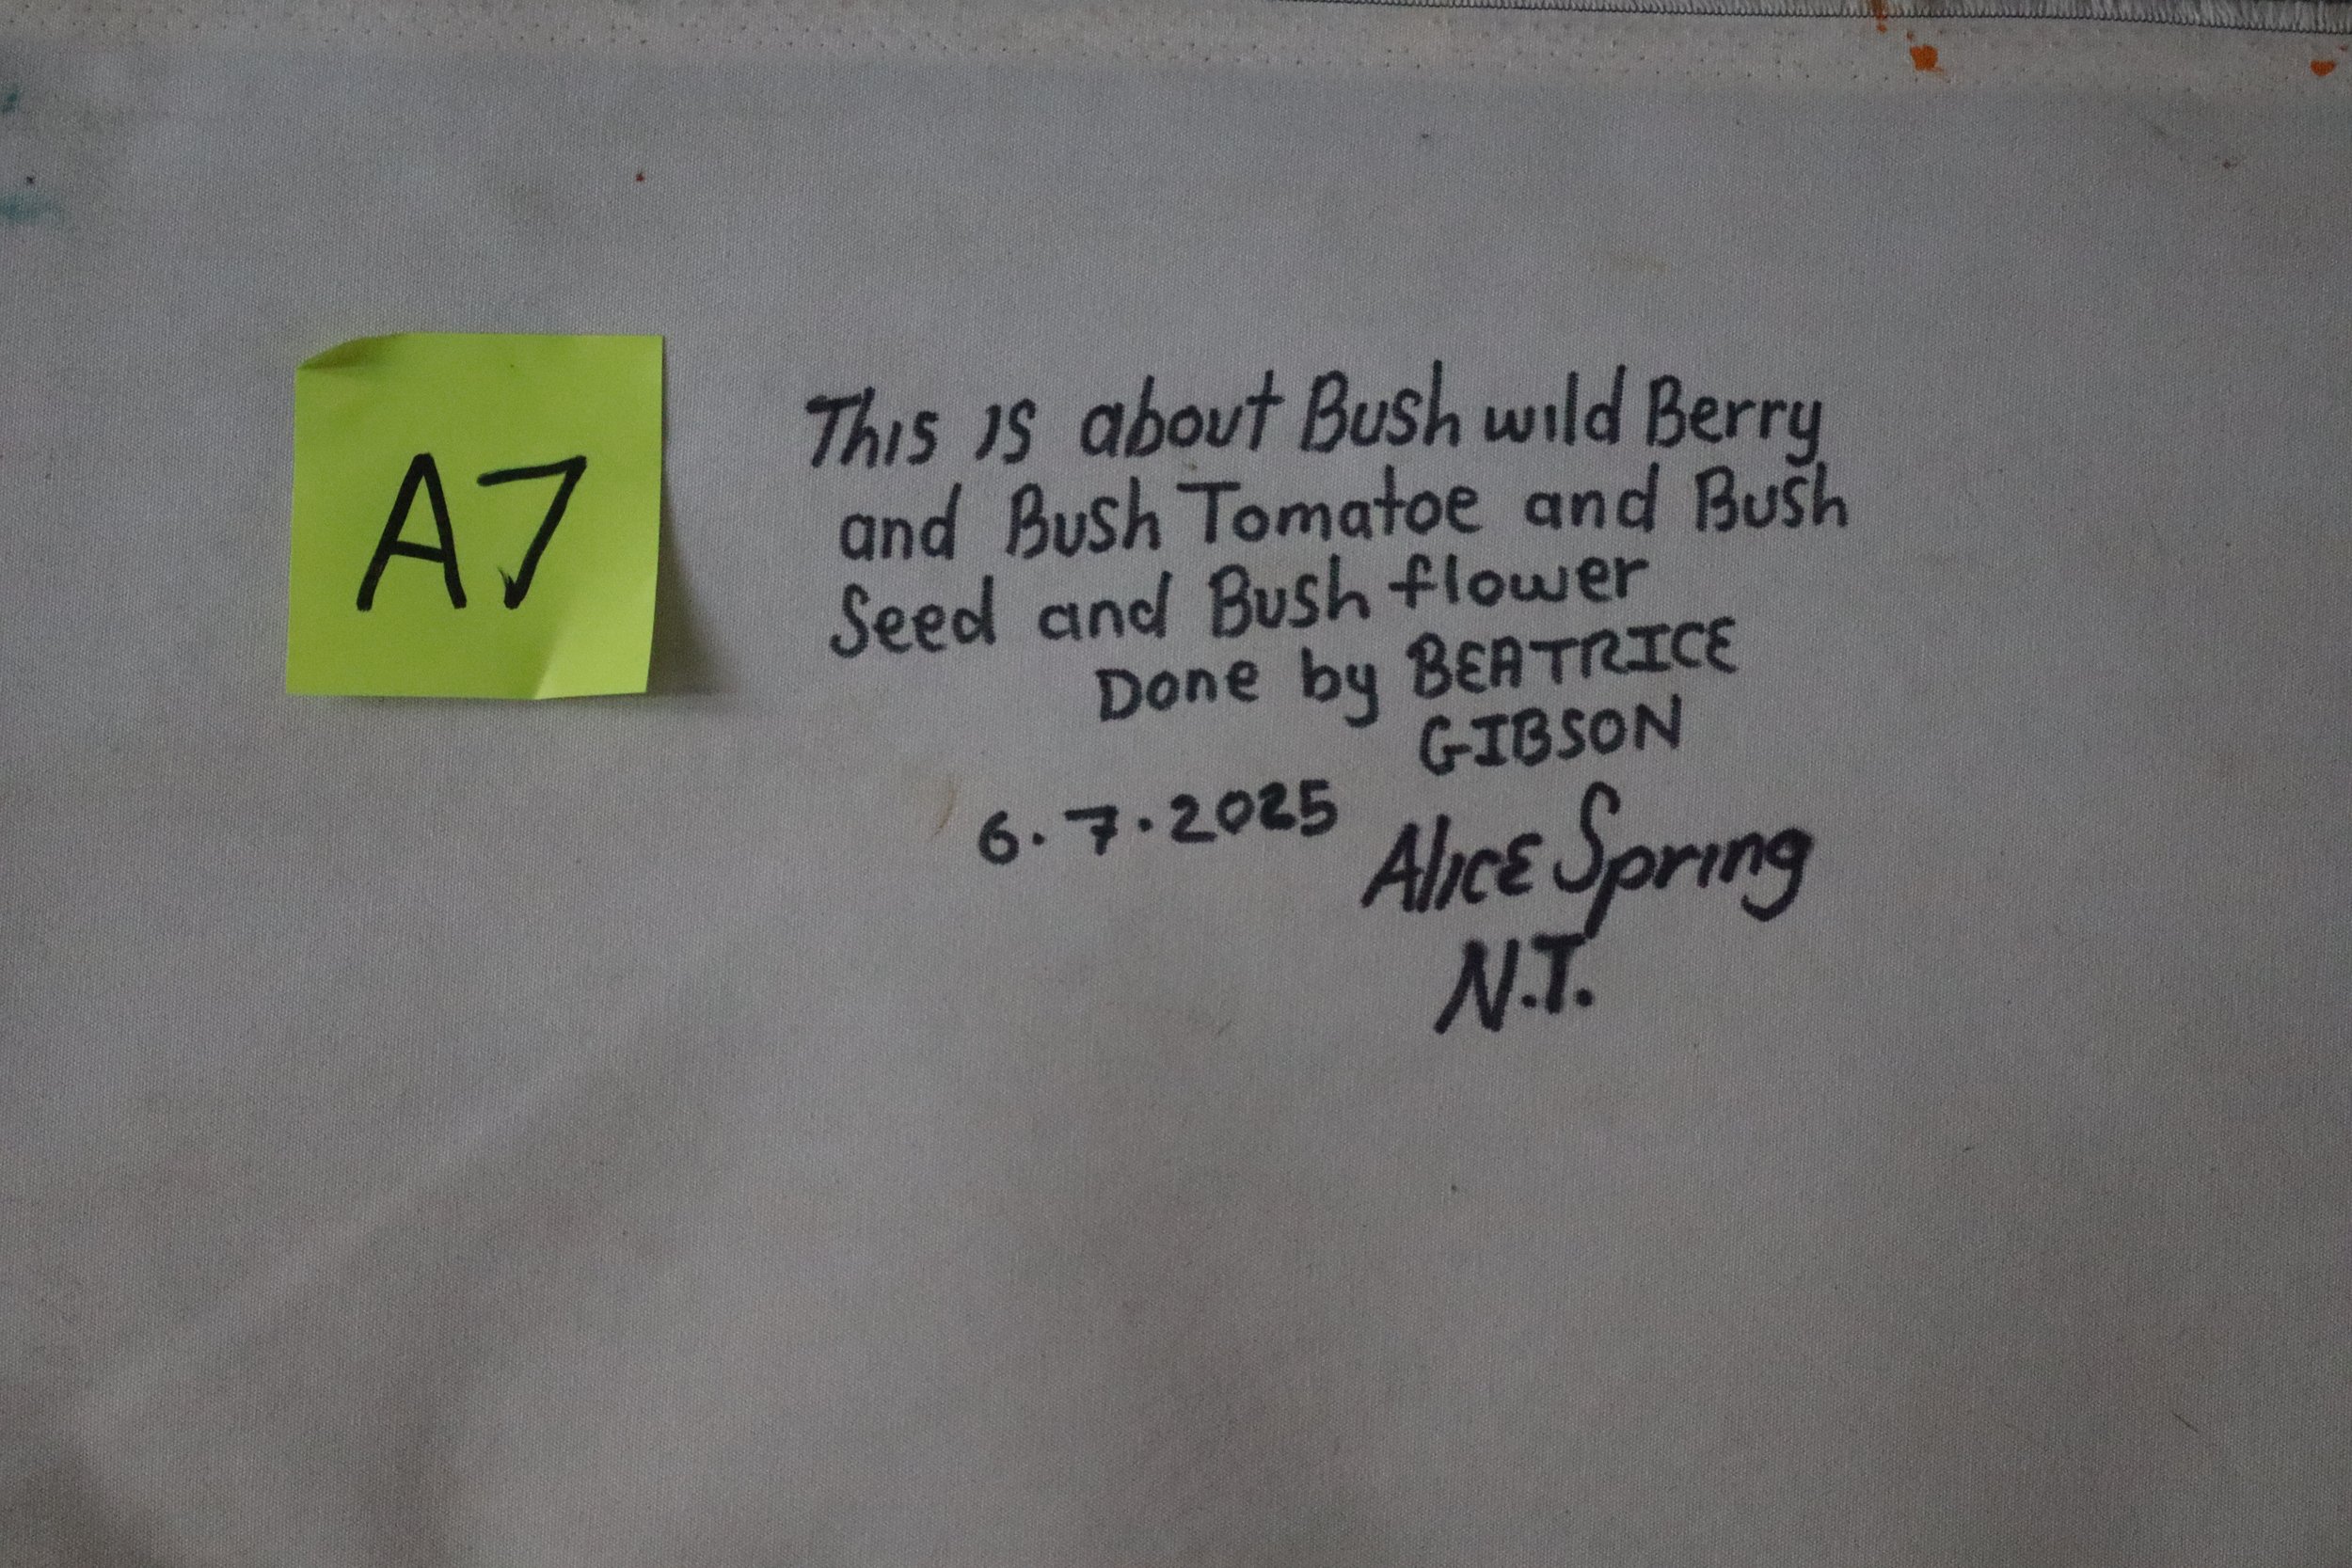 A7
This is about Bush wild Berry
and Bush Tomatoe and Bush
Seed and Bush flower
Done by BEATRICE
GIBSON
6.7.2025
Alice Spring
N.T.